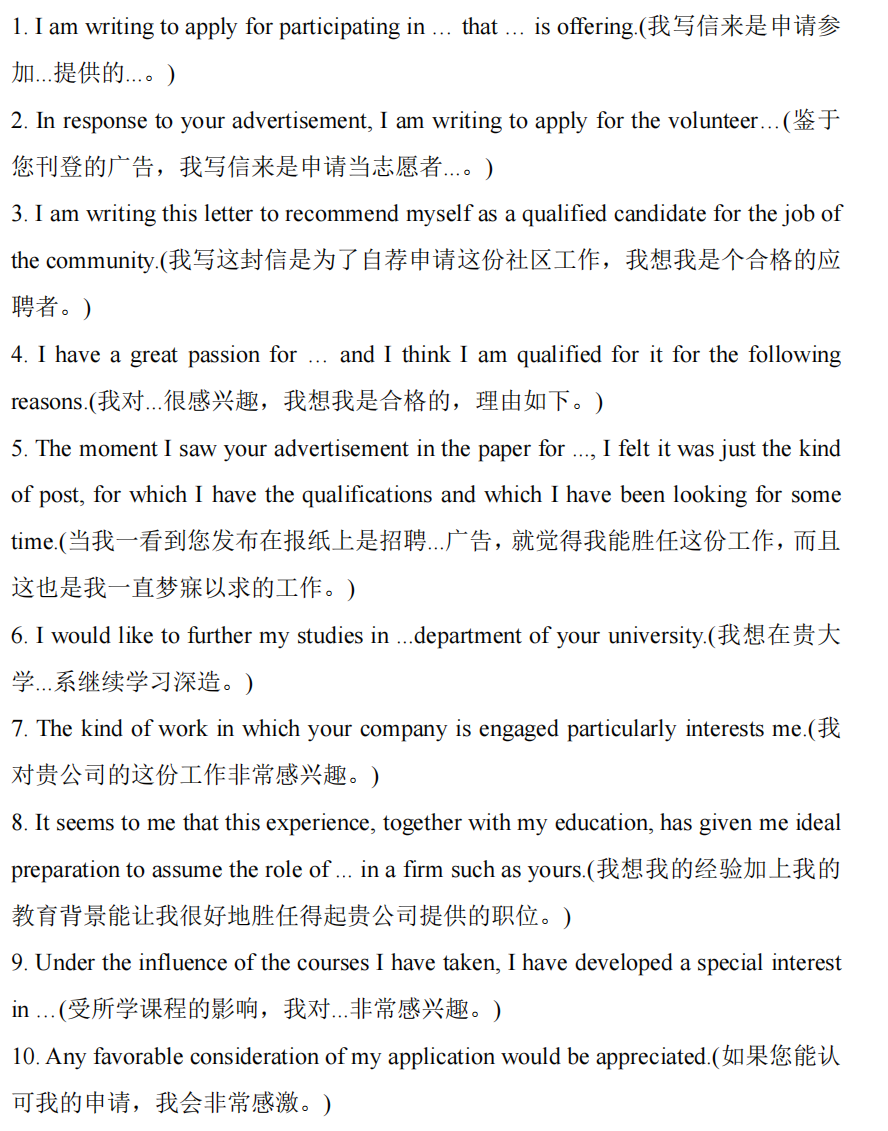 1. I am writing to apply for participating in … that … is offering.(我写信来是申请参
加...提供的...。)
2. In response to your advertisement, I am writing to apply for the volunteer…(鉴于
您刊登的广告，我写信来是申请当志愿者...。)
3. I am writing this letter to recommend myself as a qualified candidate for the job of
the community.(我写这封信是为了自荐申请这份社区工作，我想我是个合格的应
聘者。)
4. I have a great passion for … and I think I am qualified for it for the following
reasons.(我对...很感兴趣，我想我是合格的，理由如下。)
5. The moment I saw your advertisement in the paper for ..., I felt it was just the kind
of post, for which I have the qualifications and which I have been looking for some
time.(当我一看到您发布在报纸上是招聘...广告，就觉得我能胜任这份工作，而且
这也是我一直梦寐以求的工作。)
6. I would like to further my studies in ...department of your university.(我想在贵大
学...系继续学习深造。)
7. The kind of work in which your company is engaged particularly interests me.(我
对贵公司的这份工作非常感兴趣。)
8. It seems to me that this experience, together with my education, has given me ideal
preparation to assume the role of ... in a firm such as yours.(我想我的经验加上我的
教育背景能让我很好地胜任得起贵公司提供的职位。)
9. Under the influence of the courses I have taken, I have developed a special interest
in …(受所学课程的影响，我对...非常感兴趣。)
10. Any favorable consideration of my application would be appreciated.(如果您能认
可我的申请，我会非常感激。)